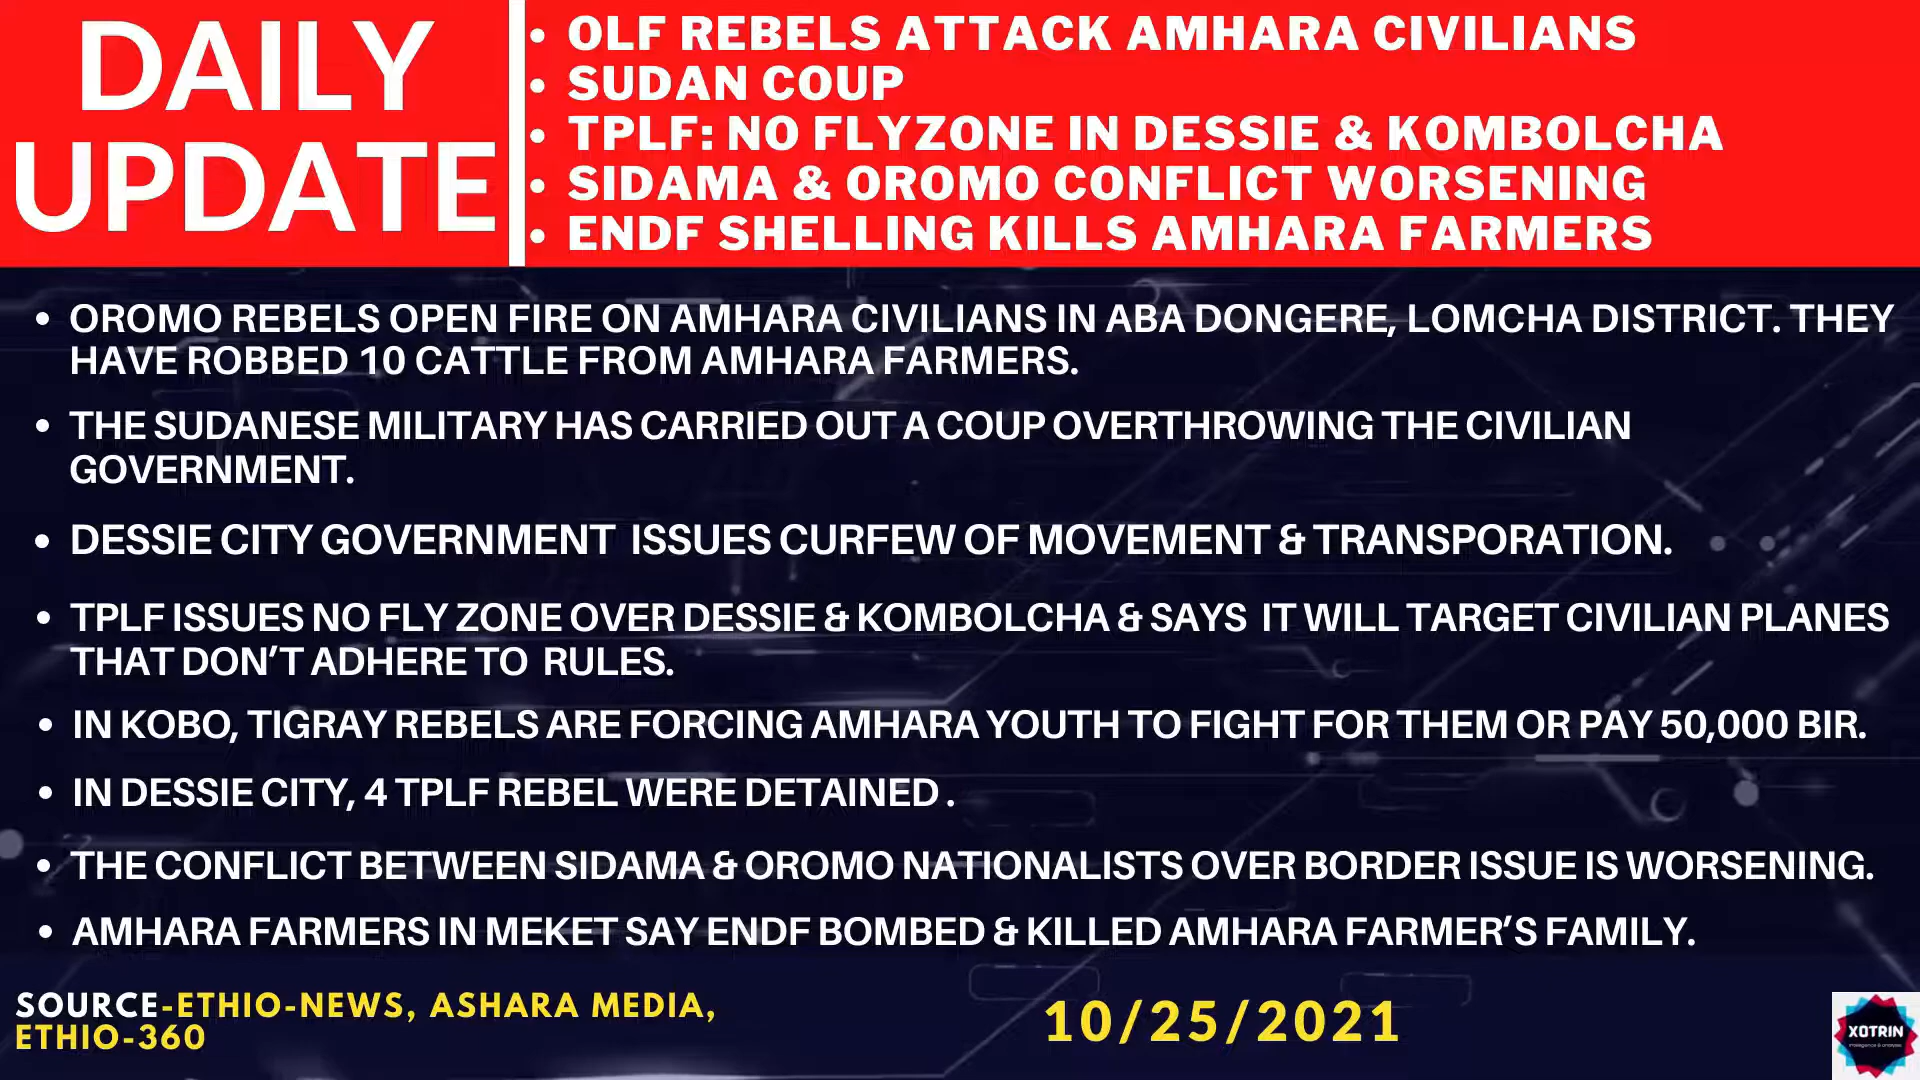 DAILY
UPDATE
• OLF REBELS ATTACK AMHARA CIVILIANS
• SUDAN COUP
• TPLF: NO FLYZONE IN DESSIE & KOMBOLCHA
• SIDAMA & OROMO CONFLICT WORSENING
• ENDF SHELLING KILLS AMHARA FARMERS
• OROMO REBELS OPEN FIRE ON AMHARA CIVILIANS IN ABA DONGERE, LOMCHA DISTRICT. THEY
HAVE ROBBED 10 CATTLE FROM AMHARA FARMERS.
• THE SUDANESE MILITARY HAS CARRIED OUT A COUP OVERTHROWING THE CIVILIAN
GOVERNMENT.
• DESSIE CITY GOVERNMENT ISSUES CURFEW OF MOVEMENT & TRANSPORATION.
• TPLF ISSUES NO FLY ZONE OVER DESSIE & KOMBOLCHA & SAYS IT WILL TARGET CIVILIAN PLANES
THAT DON'T ADHERE TO RULES.
• IN KOBO, TIGRAY REBELS ARE FORCING AMHARA YOUTH TO FIGHT FOR THEM OR PAY 50,000 BIR.
• IN DESSIE CITY, 4 TPLF REBEL WERE DETAINED .
• THE CONFLICT BETWEEN SIDAMA & OROMO NATIONALISTS OVER BORDER ISSUE IS WORSENING.
• AMHARA FARMERS IN MEKET SAY ENDF BOMBED & KILLED AMHARA FARMER'S FAMILY.
SOURCE-ETHIO-NEWS, ASHARA MEDIA,
ETHIO-360
10/25/2021
XOTRIN